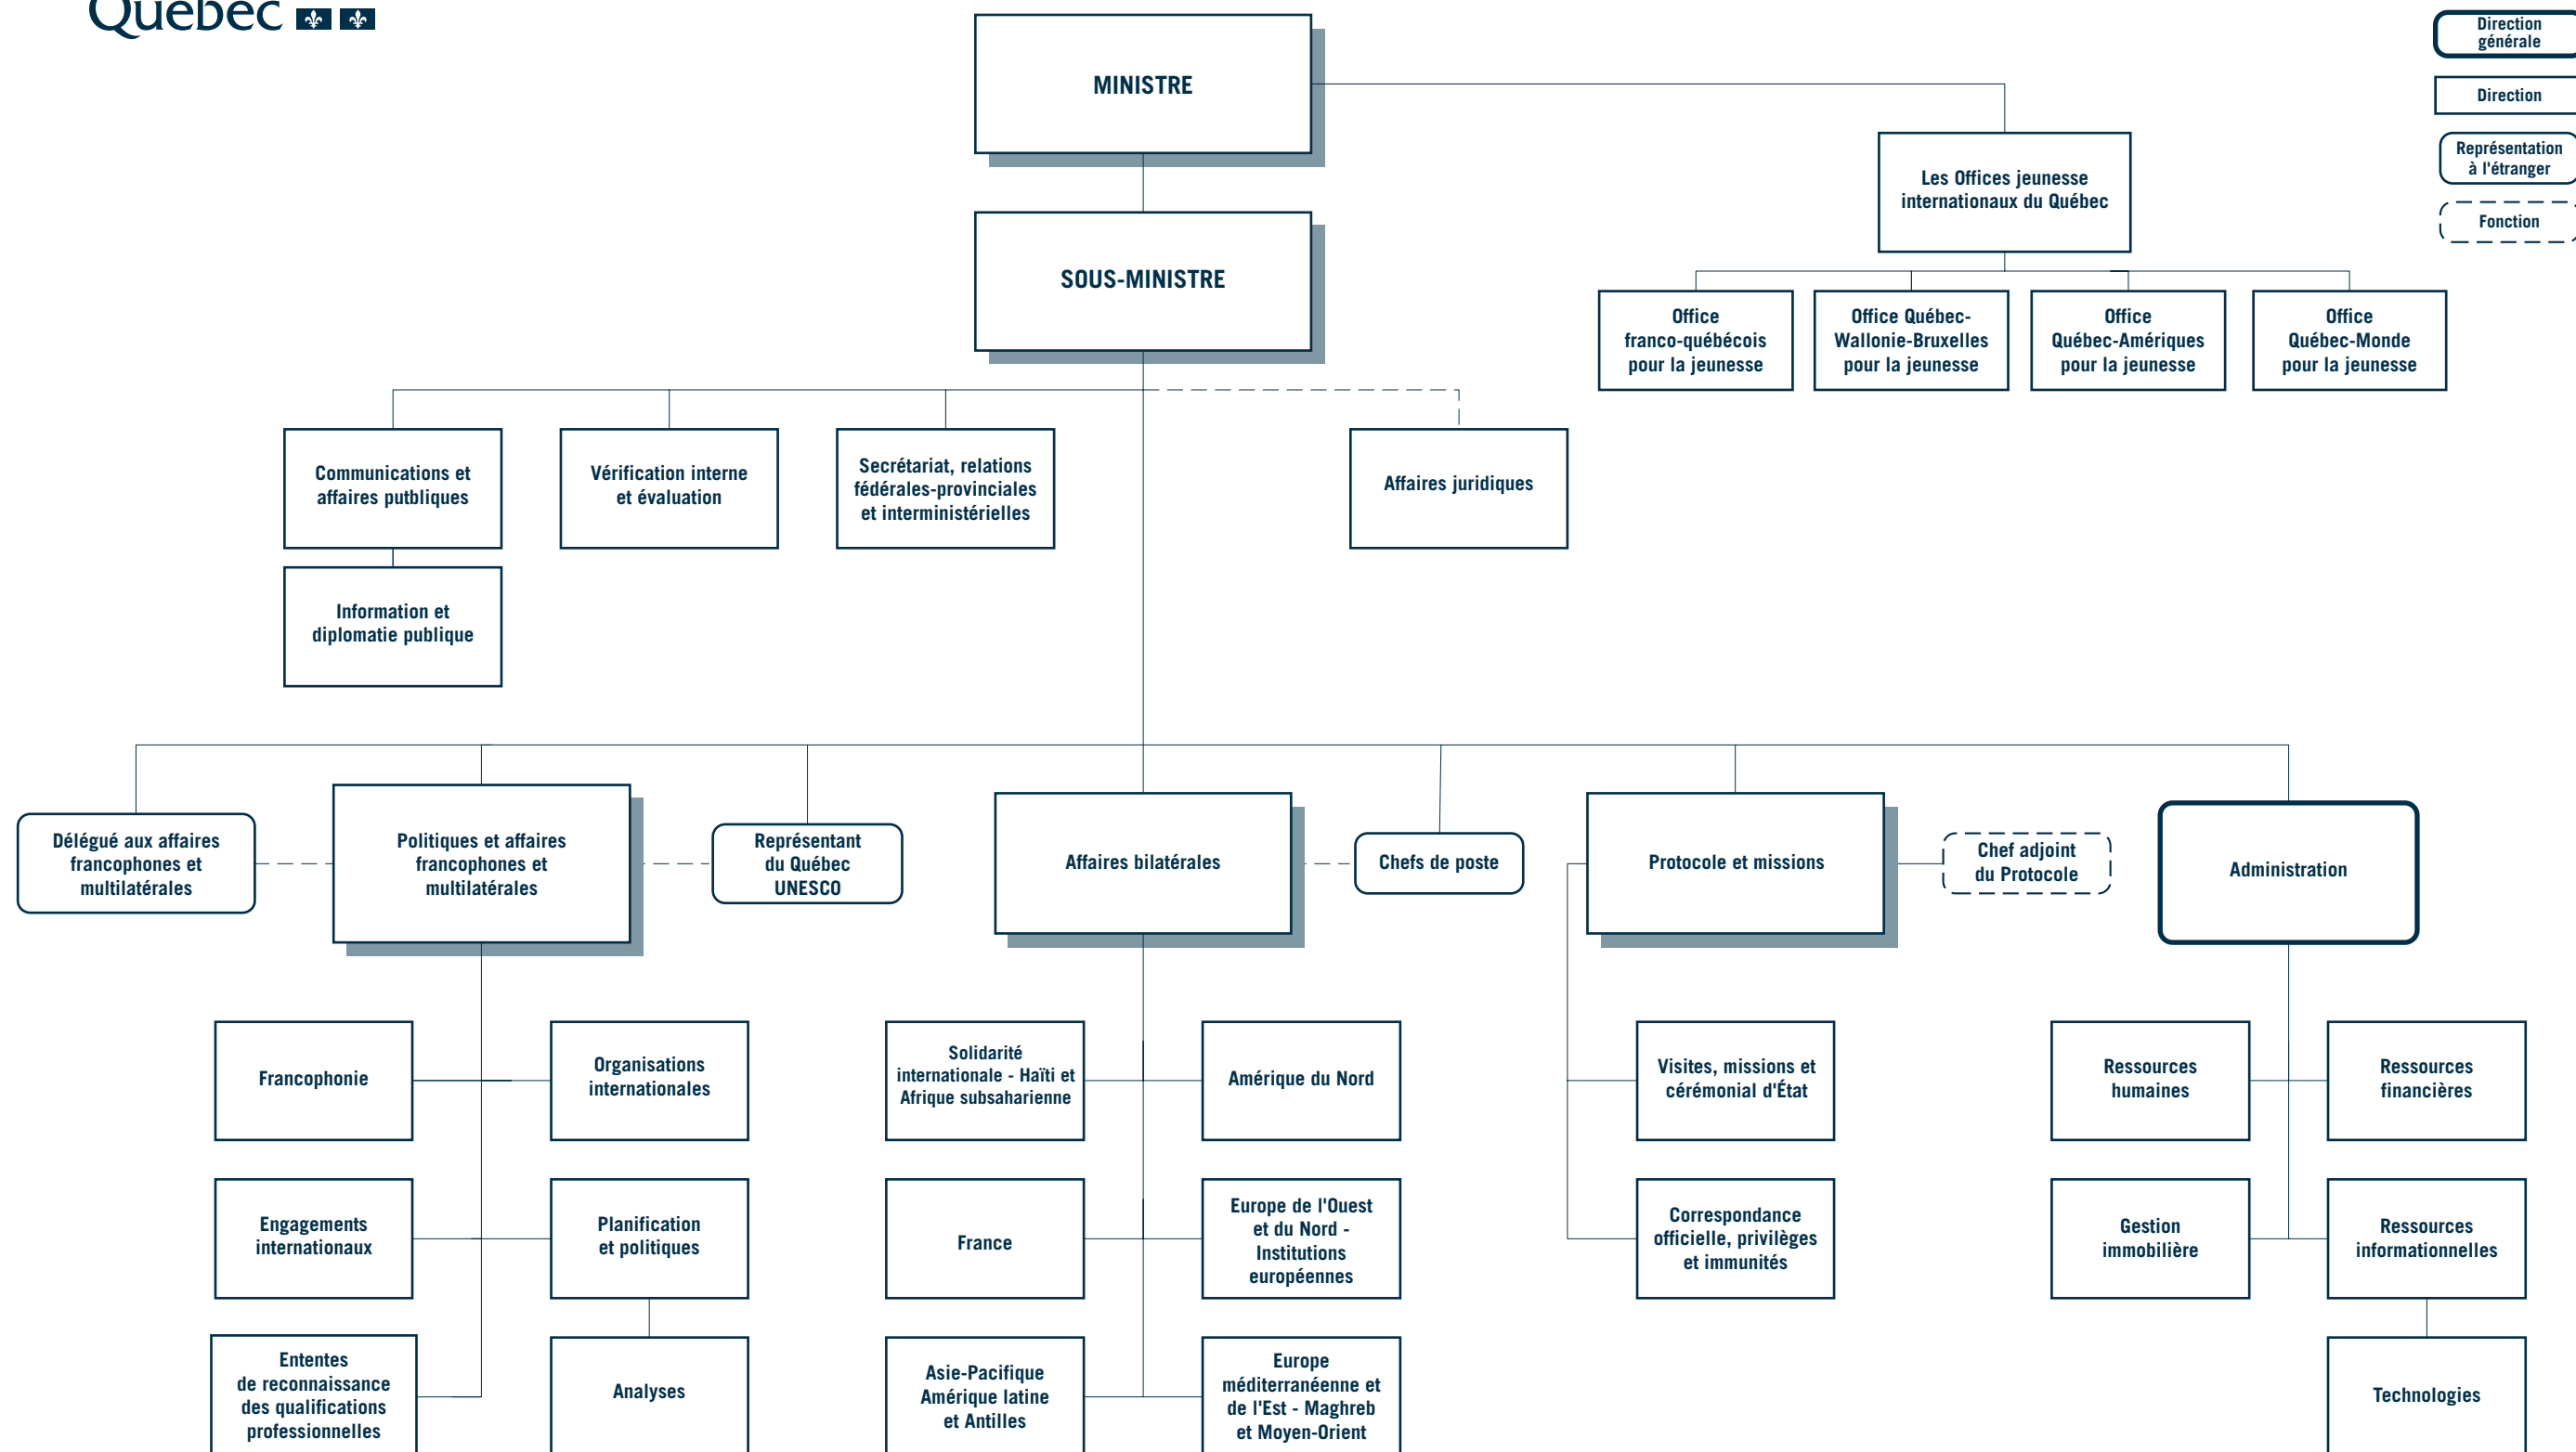 Québec
MINISTRE
Direction
générale
Direction
Représentation
à l'étranger
Fonction
Les Offices jeunesse
internationaux du Québec
SOUS-MINISTRE
Office
franco-québécois
pour la jeunesse
Office Québec-
Wallonie-Bruxelles
pour la jeunesse
Office
Québec-Amériques
pour la jeunesse
Office
Québec-Monde
pour la jeunesse
Communications et
affaires putbliques
Vérification interne
et évaluation
Secrétariat, relations
fédérales-provinciales
et interministérielles
Affaires juridiques
Information et
diplomatie publique
Délégué aux affaires
francophones et
multilatérales
Politiques et affaires
francophones et
multilatérales
Représentant
du Québec
UNESCO
Affaires bilatérales
Chefs de poste
Protocole et missions
Chef adjoint
du Protocole
Administration
Francophonie
Organisations
internationales
Solidarité
internationale - Haïti et
Afrique subsaharienne
Amérique du Nord
Visites, missions et
cérémonial d'État
Ressources
humaines
Ressources
financières
Engagements
internationaux
Planification
et politiques
France
Europe de l'Ouest
et du Nord -
Institutions
européennes
Correspondance
officielle, privilèges
et immunités
Gestion
immobilière
Ressources
informationnelles
Ententes
de reconnaissance
des qualifications
professionnelles
Analyses
Asie-Pacifique
Amérique latine
et Antilles
Europe
méditerranéenne et
de l'Est - Maghreb
et Moyen-Orient
Technologies